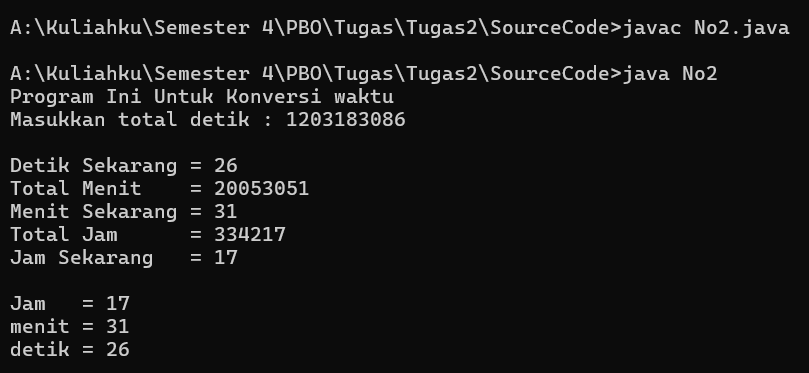 A:\Kuliahku\Semester 4\PBO\Tugas\Tugas2\SourceCode>javac No2.java
A:\Kuliahku\Semester 4\PBO\Tugas\Tugas2\SourceCode>java No2
Program Ini Untuk Konversi waktu
Masukkan total detik : 1203183086
Detik Sekarang = 26
Total Menit    = 20053051
Menit Sekarang = 31
Total Jam      = 334217
Jam Sekarang   = 17
Jam   = 17
menit = 31
detik = 26